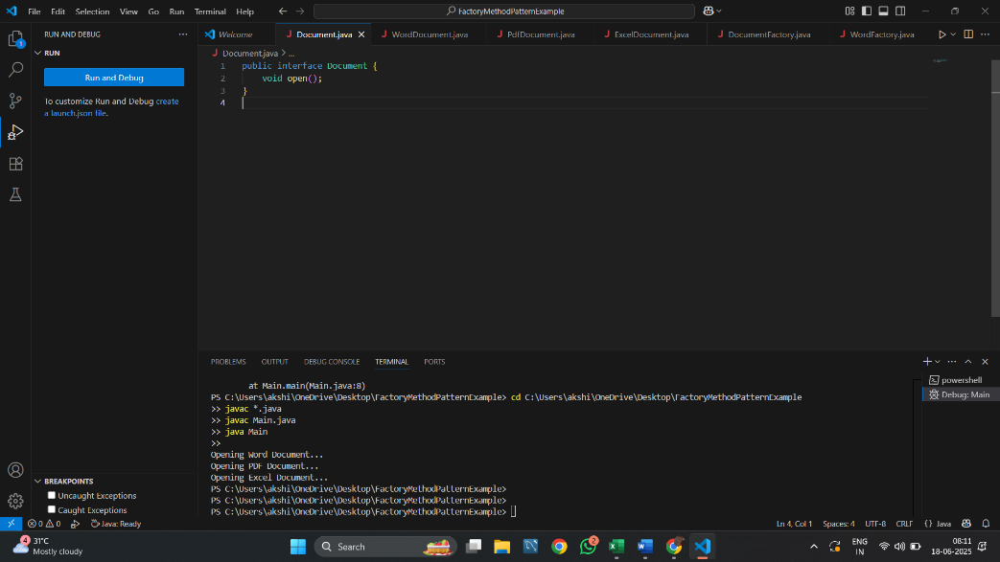 File Edit Selection View Go Run Terminal Help
FactoryMethodPatternExample
RUN AND DEBUG
Welcome
Document.java
WordDocument.java
PdfDocument.java
ExcelDocument.java
DocumentFactory.java
WordFactory.java
RUN
Run and Debug
To customize Run and Debug create
a launch.json file.
Document.java > ...
1 public interface Document {
2 void open();
3 }
4
PROBLEMS OUTPUT DEBUG CONSOLE TERMINAL PORTS
at Main.main(Main.java:8)
PS C:\Users\akshi\OneDrive\Desktop\FactoryMethodPatternExample> cd C:\Users\akshi\OneDrive\Desktop\FactoryMethodPatternExample
>> javac *.java
>> javac Main.java
>> java Main
>>
Opening Word Document...
Opening PDF Document...
Opening Excel Document...
PS C:\Users\akshi\OneDrive\Desktop\FactoryMethodPatternExample>
PS C:\Users\akshi\OneDrive\Desktop\FactoryMethodPatternExample>
PS C:\Users\akshi\OneDrive\Desktop\FactoryMethodPatternExample>
powershell
Debug: Main
BREAKPOINTS
Uncaught Exceptions
Caught Exceptions
0 0 Java: Ready
Ln 4, Col 1 Spaces: 4 UTF-8 CRLF {} Java
4
31°C
Mostly cloudy
Search
2
ENG
IN
08:11
18-06-2025
1